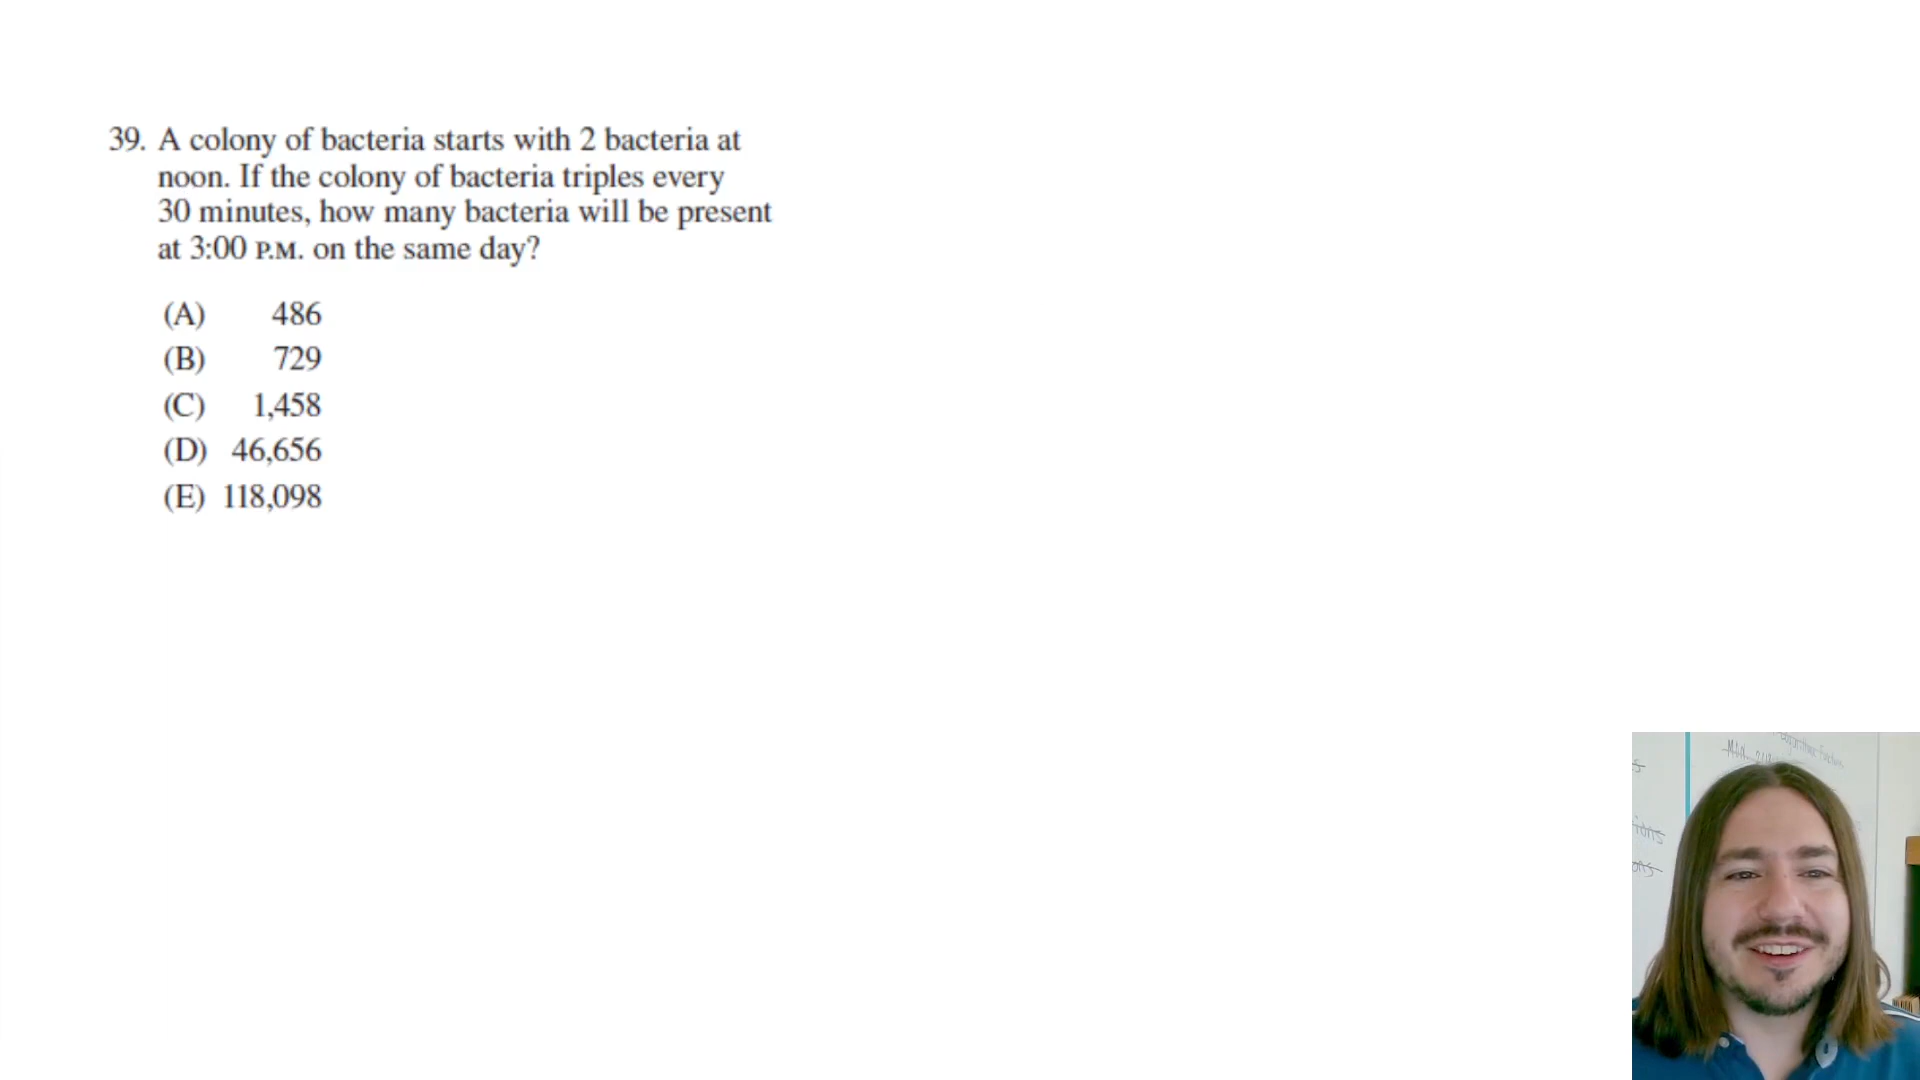 39. A colony of bacteria starts with 2 bacteria at
noon. If the colony of bacteria triples every
30 minutes, how many bacteria will be present
at 3:00 P.M. on the same day?
(A) 486
(B) 729
(C) 1,458
(D) 46,656
(E) 118,098